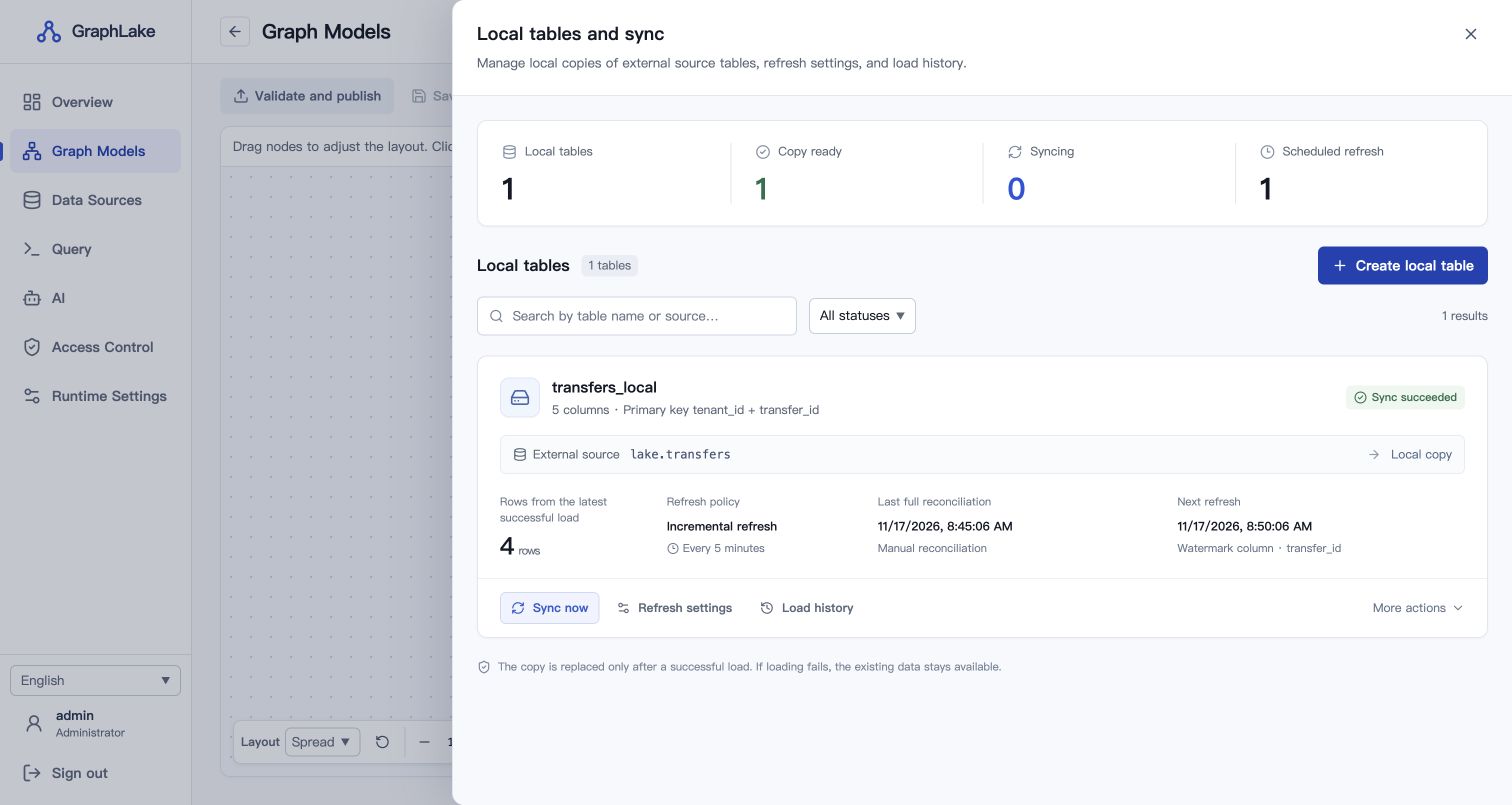 GraphLake
Overview
Graph Models
Data Sources
Query
AI
Access Control
Runtime Settings
English ▼
admin
Administrator
Sign out
Graph Models
Validate and publish
Drag nodes to adjust the layout.
Layout Spread ▼
Local tables and sync
Manage local copies of external source tables, refresh settings, and load history.
Local tables
1
Copy ready
1
Syncing
0
Scheduled refresh
1
Local tables 1 tables
+ Create local table
Search by table name or source...
All statuses ▼
1 results
transfers_local
5 columns · Primary key tenant_id + transfer_id
Sync succeeded
External source lake.transfers
→ Local copy
Rows from the latest
successful load
4 rows
Refresh policy
Incremental refresh
Every 5 minutes
Last full reconciliation
11/17/2026, 8:45:06 AM
Manual reconciliation
Next refresh
11/17/2026, 8:50:06 AM
Watermark column · transfer_id
Sync now
Refresh settings
Load history
More actions
The copy is replaced only after a successful load. If loading fails, the existing data stays available.